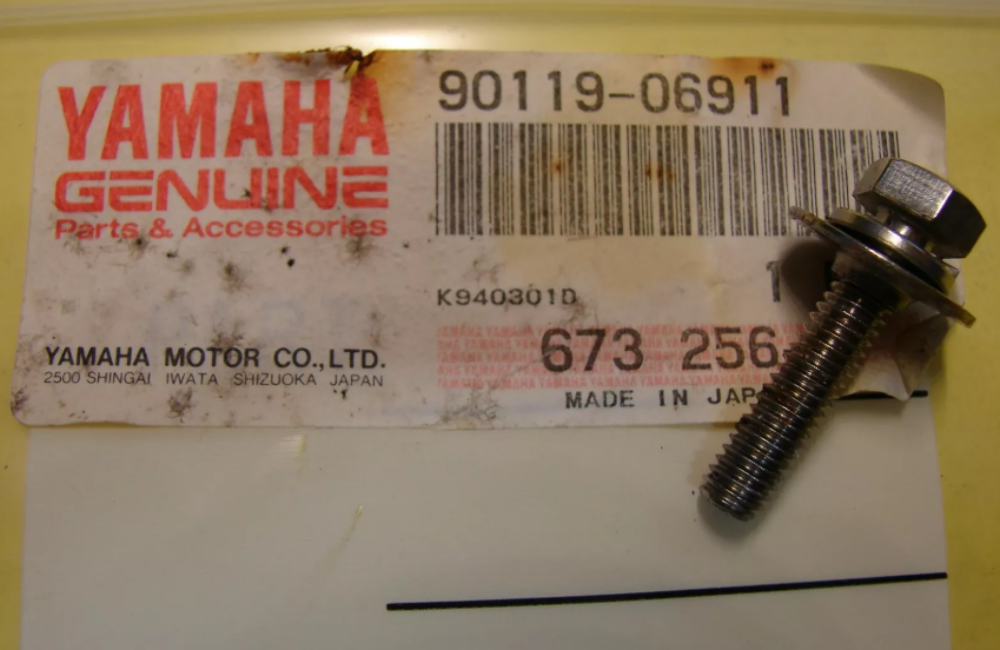 YAMAHA
GENUINE
Parts & Accessories
YAMAHA MOTOR CO.,LTD.
2500 SHINGAI IWATA SHIZUOKA JAPAN
90119-06911
K940301D
1
673 256-
MADE IN JAP